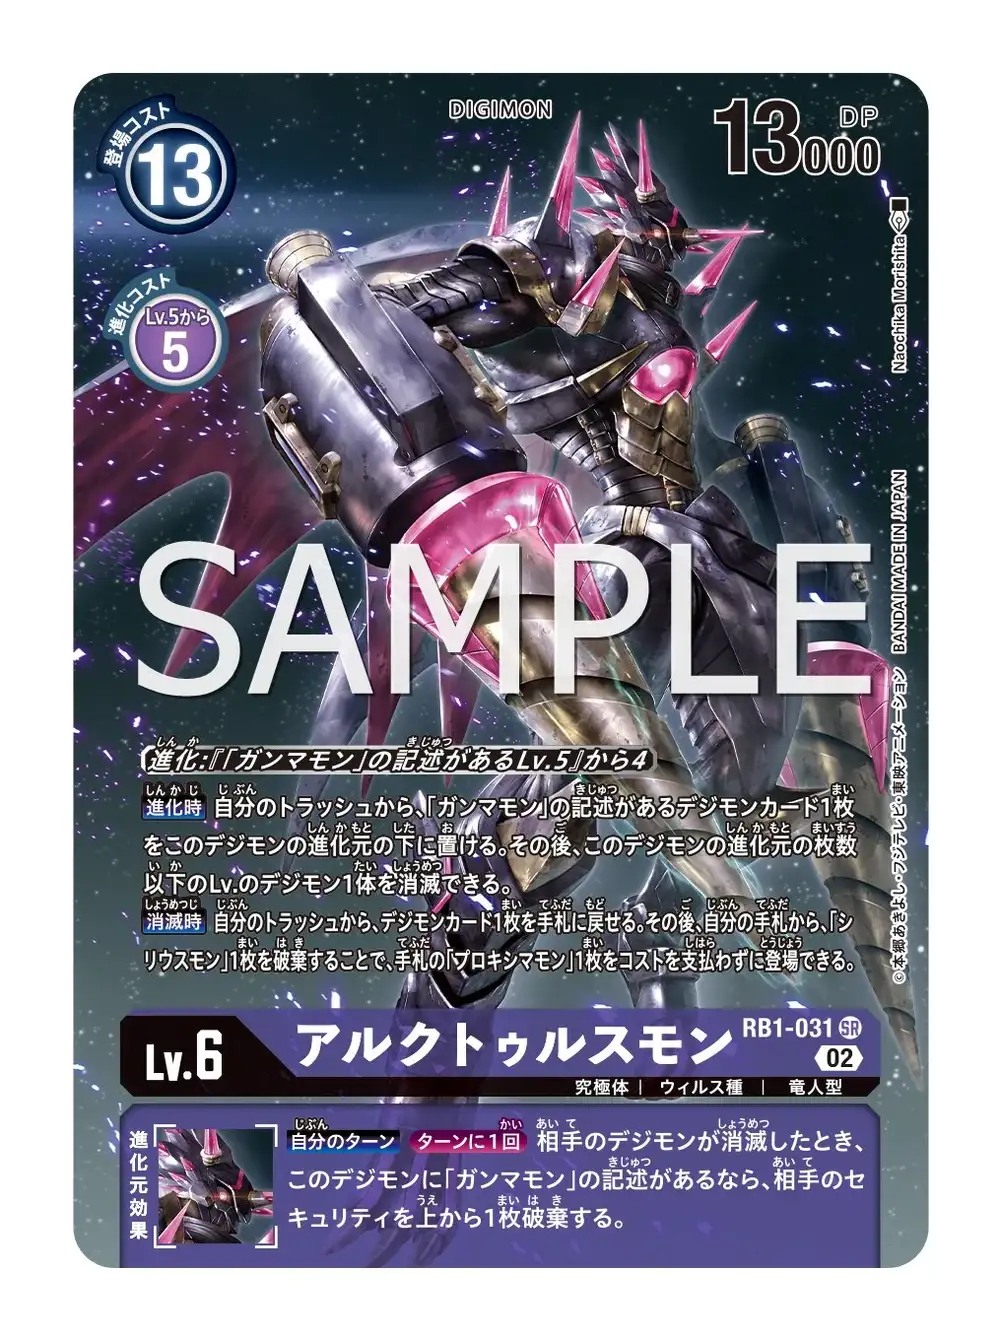 DIGIMON
登場コスト
13
13000
DP
進化コスト
Lv.5から
5
Naochika Morishita
SAMPLE
進化:『「ガンマモン」の記述があるLv.5』から4
進化時 自分のトラッシュから、「ガンマモン」の記述があるデジモンカード1枚
をこのデジモンの進化元の下に置ける。その後、このデジモンの進化元の枚数
以下のLv.のデジモン1体を消滅できる。
消滅時 自分のトラッシュから、デジモンカード1枚を手札に戻せる。その後、自分の手札から、「シ
リウスモン」1枚を破棄することで、手札の「プロキシマモン」1枚をコストを支払わずに登場できる。
©本郷あきよし・フジテレビ・東映アニメーション BANDAI MADE IN JAPAN
Lv.6
アルクトゥルスモン
RB1-031 SR
02
究極体 | ウィルス種 | 竜人型
進化元効果
自分のターン ターンに1回 相手のデジモンが消滅したとき、
このデジモンに「ガンマモン」の記述があるなら、相手のセ
キュリティを上から1枚破棄する。